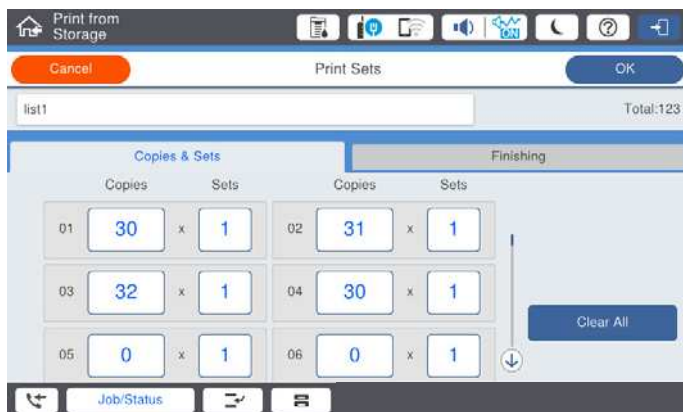 Print from
Storage
ON
Cancel
Print Sets
OK
list1
Total:123
Copies & Sets
Finishing
Copies Sets Copies Sets
01 30 x 1 02 31 x 1
03 32 x 1 04 30 x 1
Clear All
05 0 x 1 06 0 x 1
Job/Status